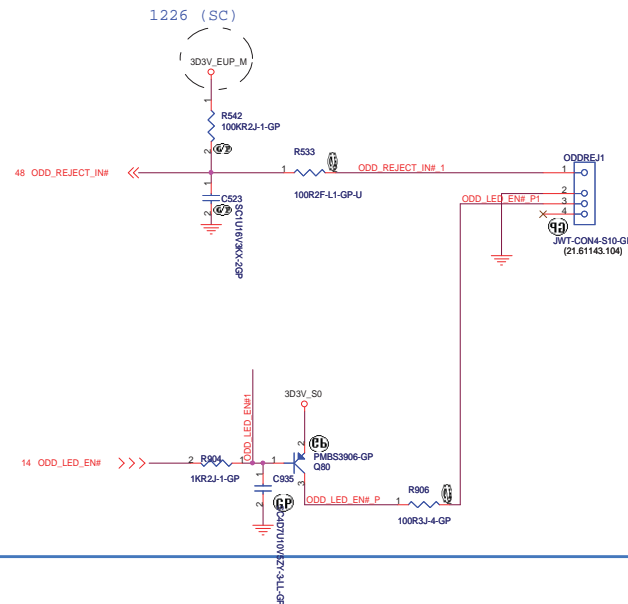 1226 (SC)
3D3V_EUP_M
1
R542
100KR2J-1-GP
2
R533
ODDREJ1
48 ODD_REJECT_IN#
1
ODD_REJECT_IN#_1
1
100R2F-L1-GP-U
1
C523
2
SC1U16V3KX-2GP
2
ODD_LED_EN#_P1
3
4
JWT-CON4-S10-GP
(21.61143.104)
ODD_LED_EN#1
3D3V_S0
2
PMBS3906-GP
Q80
14 ODD_LED_EN#
2
R904
1
1KR2J-1-GP
1
C935
2
3
ODD_LED_EN#_P
1
R906
100R3J-4-GP